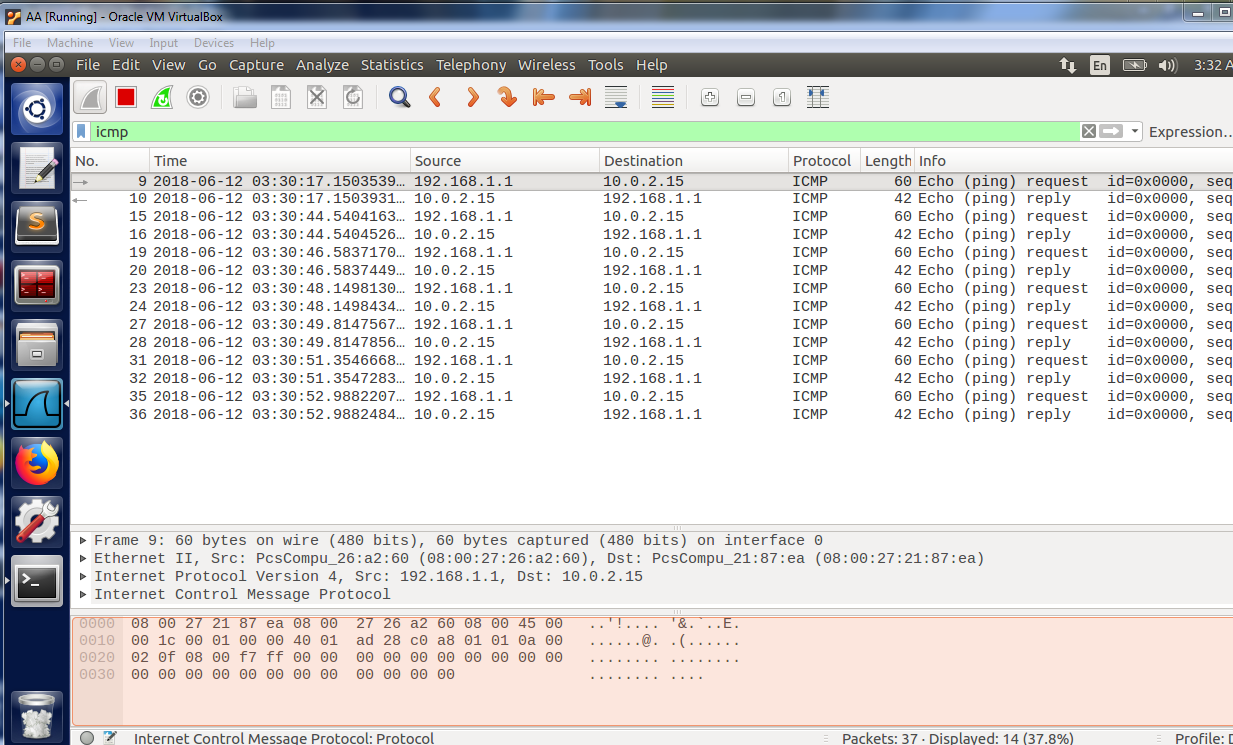 AA [Running] - Oracle VM VirtualBox
File Machine View Input Devices Help
File Edit View Go Capture Analyze Statistics Telephony Wireless Tools Help En 3:32 A
icmp Expression…
No. Time Source Destination Protocol Length Info
9 2018-06-12 03:30:17.1503539… 192.168.1.1 10.0.2.15 ICMP 60 Echo (ping) request id=0x0000, seq
10 2018-06-12 03:30:17.1503931… 10.0.2.15 192.168.1.1 ICMP 42 Echo (ping) reply id=0x0000, seq
15 2018-06-12 03:30:44.5404163… 192.168.1.1 10.0.2.15 ICMP 60 Echo (ping) request id=0x0000, seq
16 2018-06-12 03:30:44.5404526… 10.0.2.15 192.168.1.1 ICMP 42 Echo (ping) reply id=0x0000, seq
19 2018-06-12 03:30:46.5837170… 192.168.1.1 10.0.2.15 ICMP 60 Echo (ping) request id=0x0000, seq
20 2018-06-12 03:30:46.5837449… 10.0.2.15 192.168.1.1 ICMP 42 Echo (ping) reply id=0x0000, seq
23 2018-06-12 03:30:48.1498130… 192.168.1.1 10.0.2.15 ICMP 60 Echo (ping) request id=0x0000, seq
24 2018-06-12 03:30:48.1498434… 10.0.2.15 192.168.1.1 ICMP 42 Echo (ping) reply id=0x0000, seq
27 2018-06-12 03:30:49.8147567… 192.168.1.1 10.0.2.15 ICMP 60 Echo (ping) request id=0x0000, seq
28 2018-06-12 03:30:49.8147856… 10.0.2.15 192.168.1.1 ICMP 42 Echo (ping) reply id=0x0000, seq
31 2018-06-12 03:30:51.3546668… 192.168.1.1 10.0.2.15 ICMP 60 Echo (ping) request id=0x0000, seq
32 2018-06-12 03:30:51.3547283… 10.0.2.15 192.168.1.1 ICMP 42 Echo (ping) reply id=0x0000, seq
35 2018-06-12 03:30:52.9882207… 192.168.1.1 10.0.2.15 ICMP 60 Echo (ping) request id=0x0000, seq
36 2018-06-12 03:30:52.9882484… 10.0.2.15 192.168.1.1 ICMP 42 Echo (ping) reply id=0x0000, seq
Frame 9: 60 bytes on wire (480 bits), 60 bytes captured (480 bits) on interface 0
Ethernet II, Src: PcsCompu_26:a2:60 (08:00:27:26:a2:60), Dst: PcsCompu_21:87:ea (08:00:27:21:87:ea)
Internet Protocol Version 4, Src: 192.168.1.1, Dst: 10.0.2.15
Internet Control Message Protocol
0000 08 00 27 21 87 ea 08 00 27 26 a2 60 08 00 45 00 ..'!.... '&.`..E.
0010 00 1c 00 01 00 00 40 01 ad 28 c0 a8 01 01 0a 00 ......@. .(......
0020 02 0f 08 00 f7 ff 00 00 00 00 00 00 00 00 00 00 ........ ........
0030 00 00 00 00 00 00 00 00 00 00 00 00 ........ ....
Internet Control Message Protocol: Protocol Packets: 37 · Displayed: 14 (37.8%) Profile: D